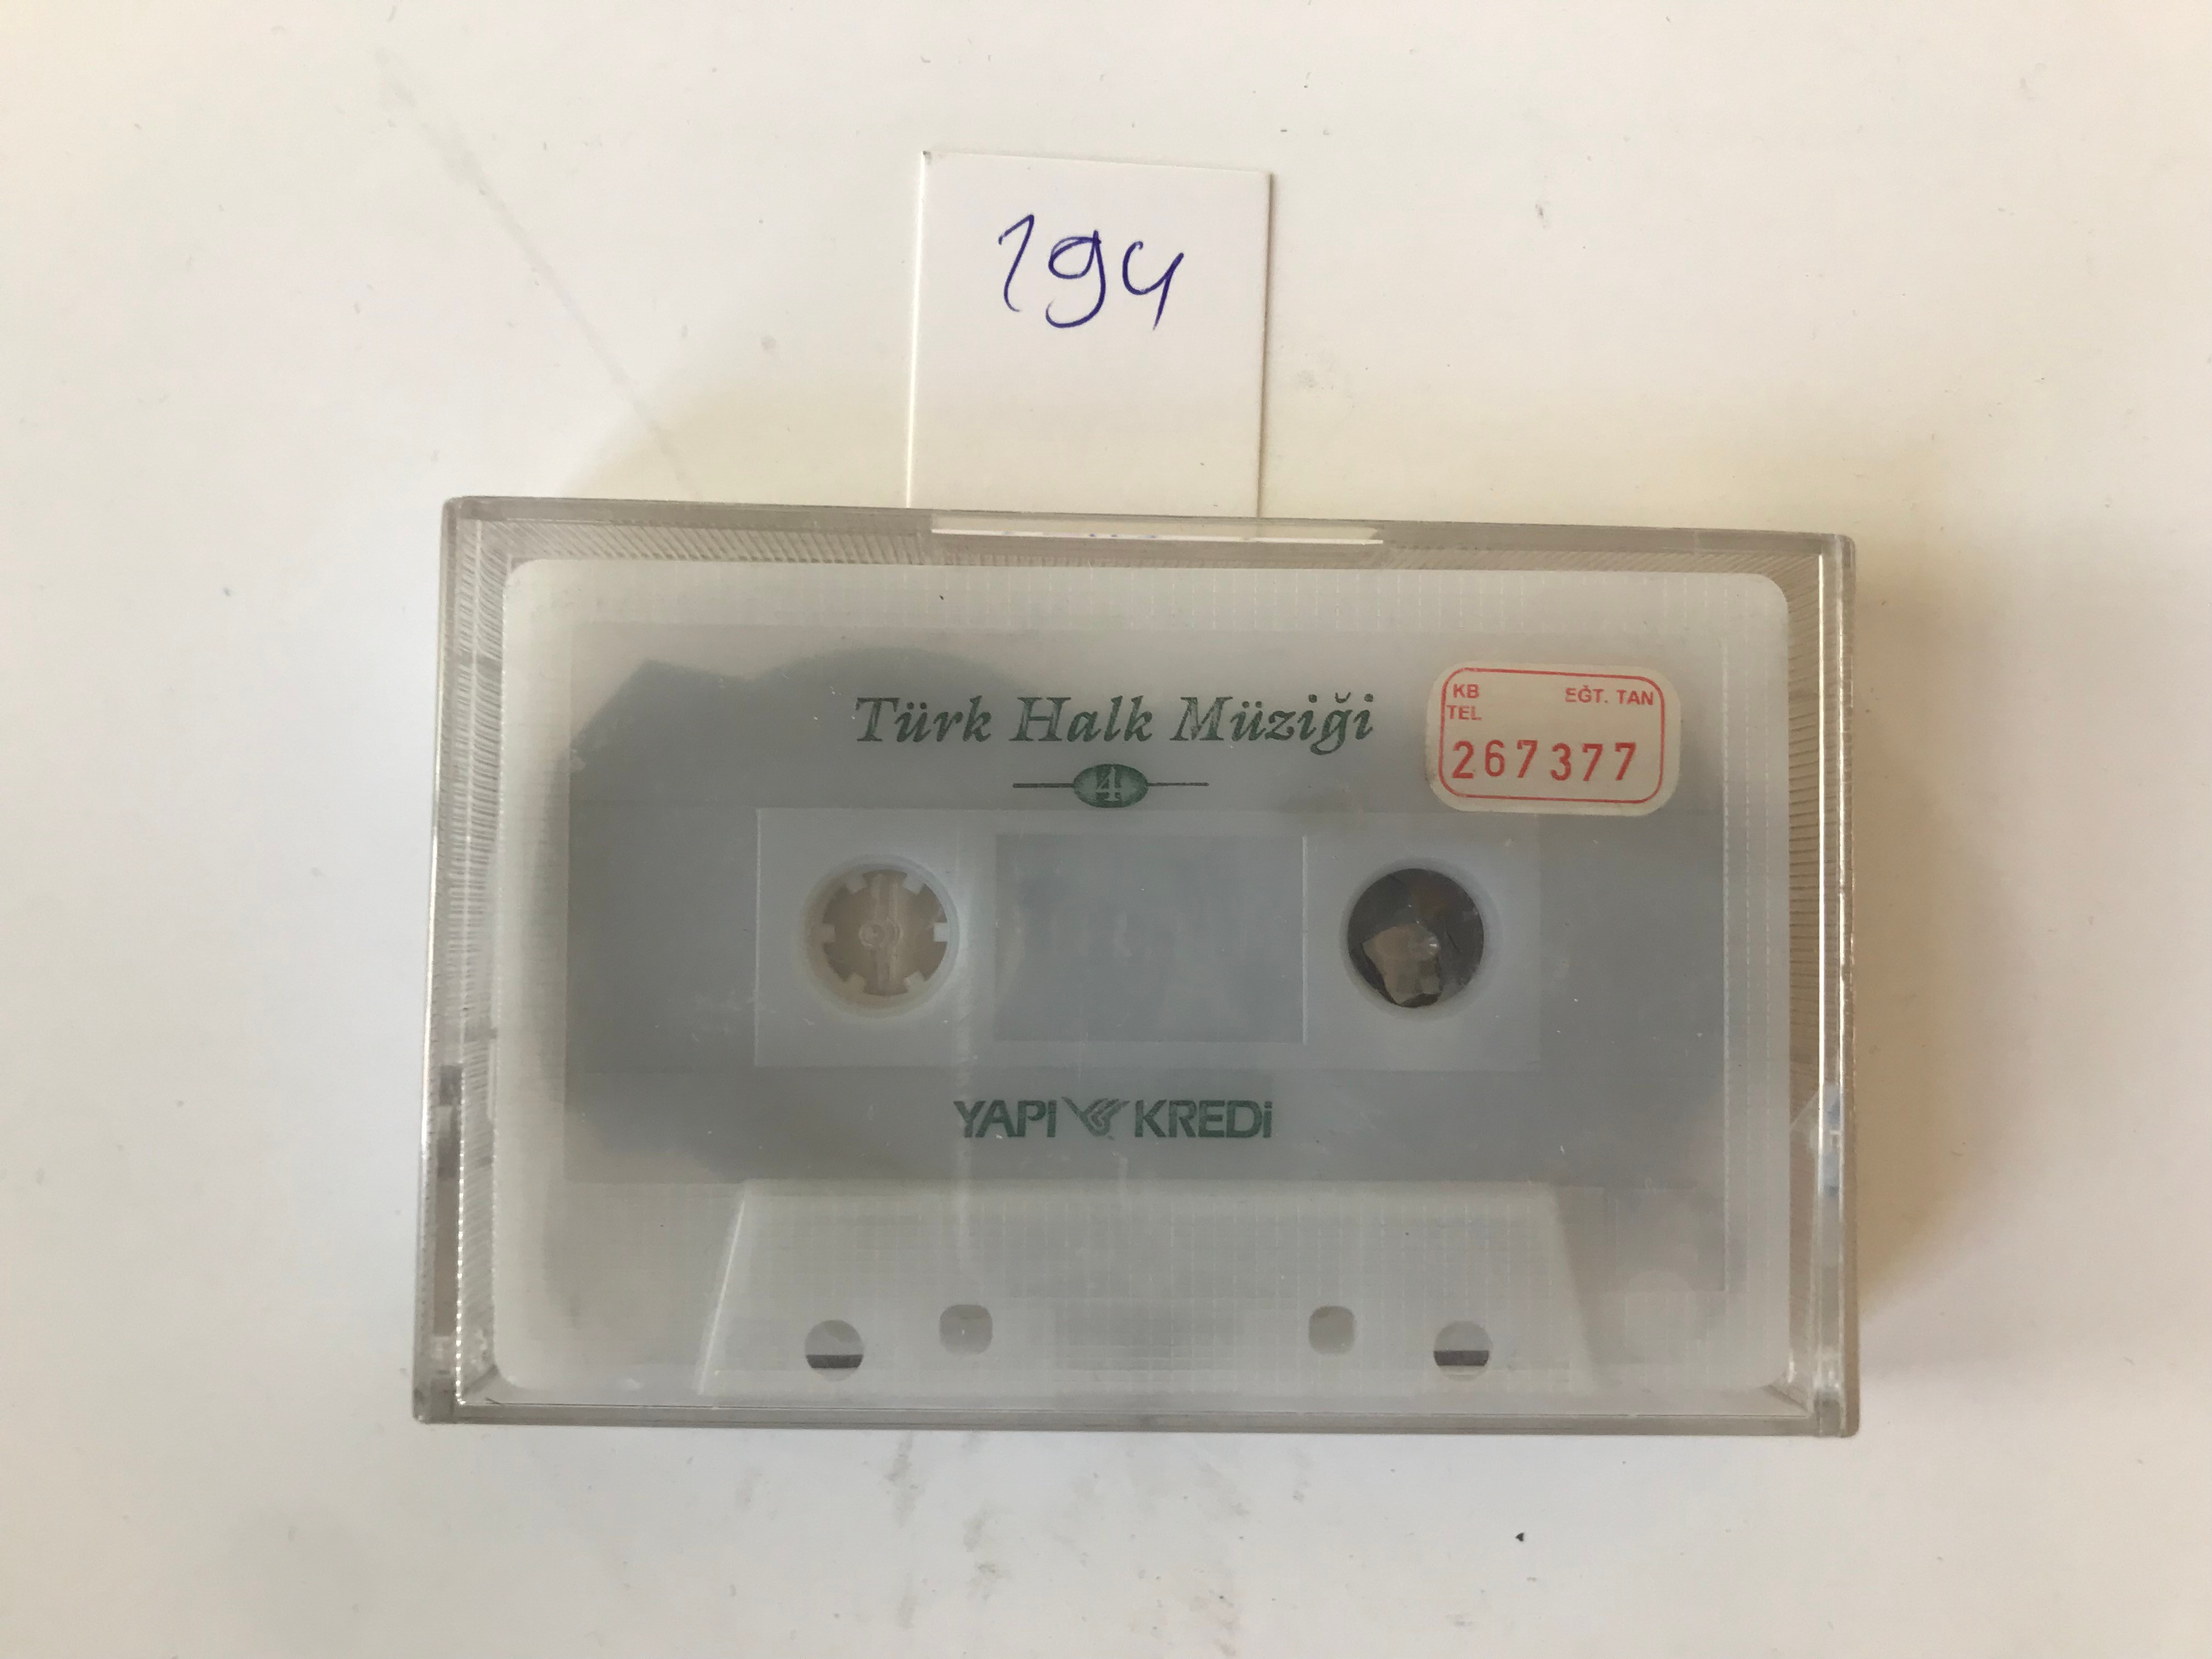 194
Türk Halk Müziği
4
KB EĞT. TAN
TEL
267377
YAPI KREDİ